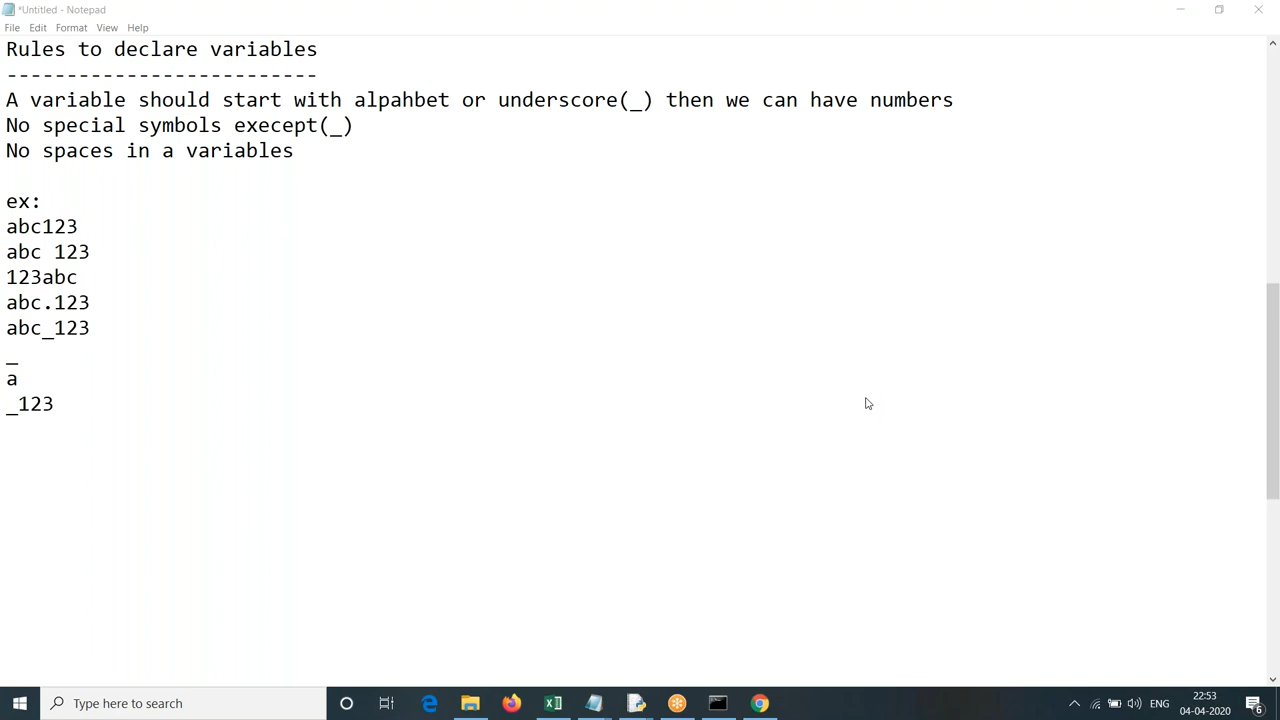 *Untitled - Notepad
File Edit Format View Help
Rules to declare variables
--------------------------
A variable should start with alpahbet or underscore(_) then we can have numbers
No special symbols execept(_)
No spaces in a variables
ex:
abc123
abc 123
123abc
abc.123
abc_123
_
a
_123
Type here to search
ENG
22:53
04-04-2020
6